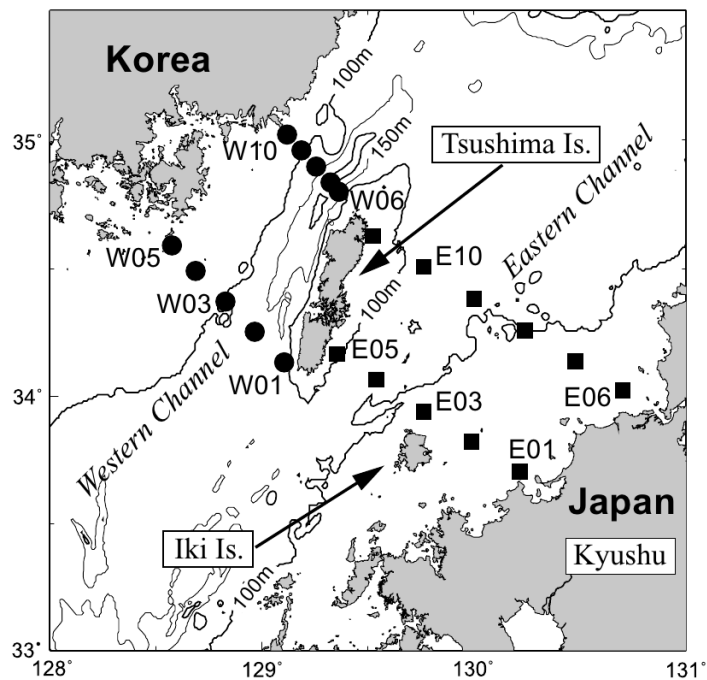 Korea
100m
35°
W10
150m
Tsushima Is.
W06
Eastern Channel
W05
E10
W03
100m
E05
34°
W01
E03
E06
Western Channel
E01
Japan
Iki Is.
Kyushu
100m
33°
128°
129°
130°
131°